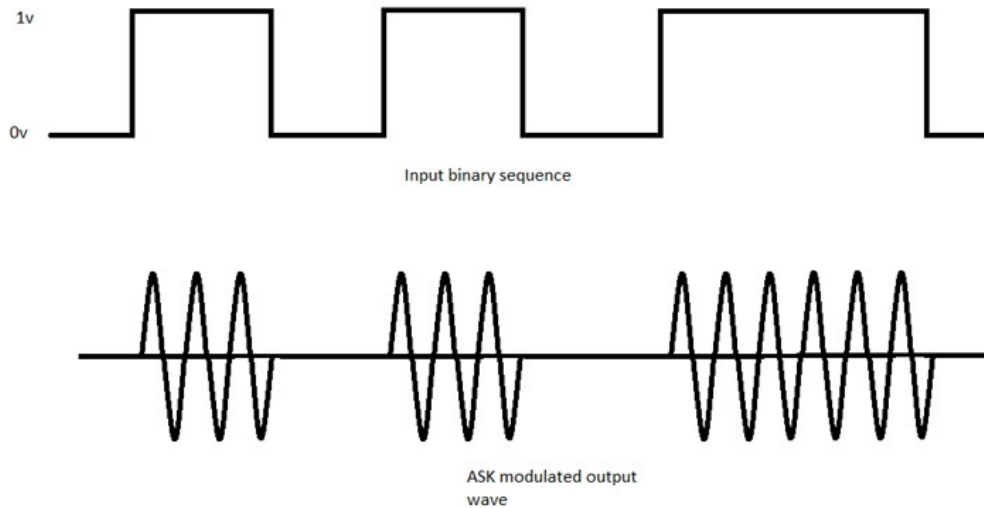 1v
0v
Input binary sequence
ASK modulated output
wave